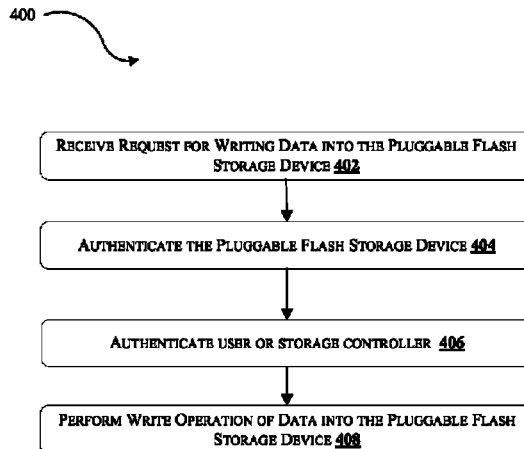 400
RECEIVE REQUEST FOR WRITING DATA INTO THE PLUGGABLE FLASH
STORAGE DEVICE 402
AUTHENTICATE THE PLUGGABLE FLASH STORAGE DEVICE 404
AUTHENTICATE USER OR STORAGE CONTROLLER 406
PERFORM WRITE OPERATION OF DATA INTO THE PLUGGABLE FLASH
STORAGE DEVICE 408